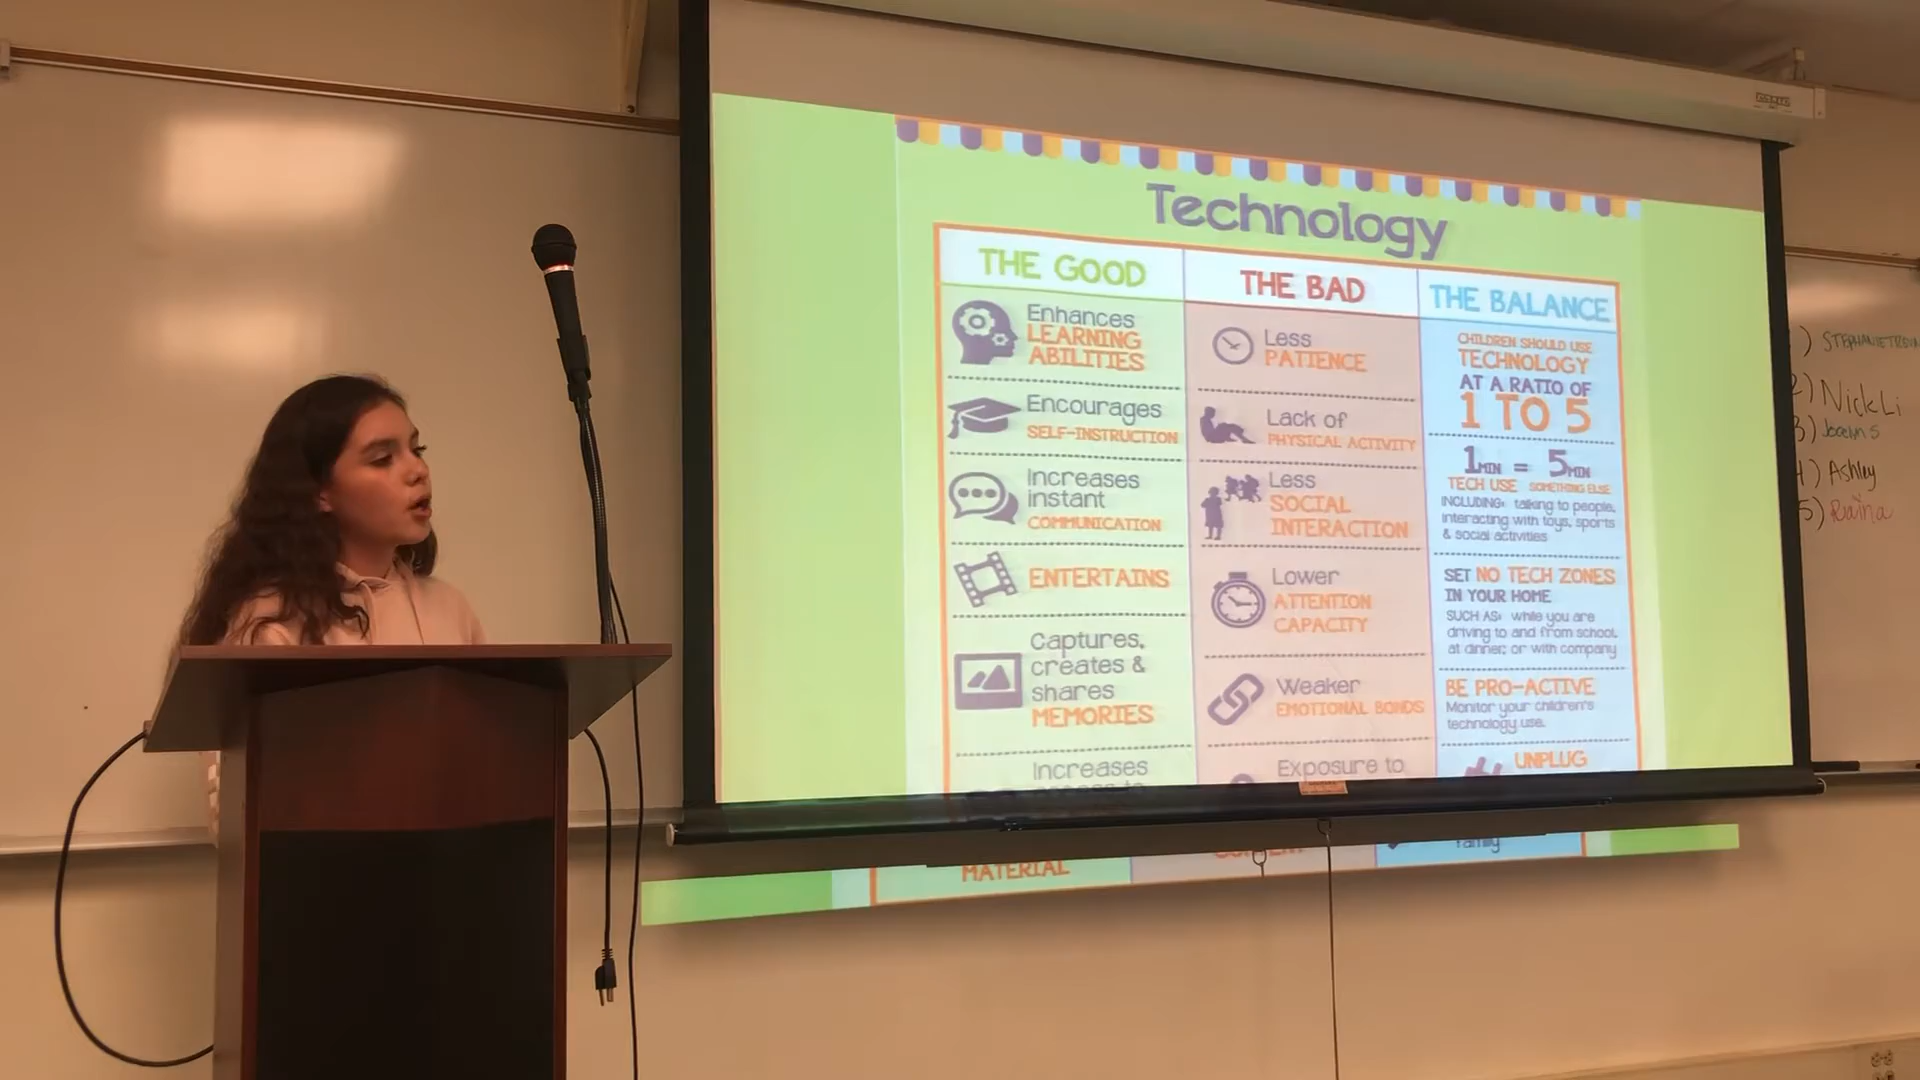 Technology
THE GOOD
Enhances
LEARNING
ABILITIES
Encourages
SELF-INSTRUCTION
Increases
instant
COMMUNICATION
ENTERTAINS
Captures,
creates &
shares
MEMORIES
Increases
MATERIAL
THE BAD
Less
PATIENCE
Lack of
PHYSICAL ACTIVITY
Less
SOCIAL
INTERACTION
Lower
ATTENTION
CAPACITY
Weaker
EMOTIONAL BONDS
Exposure to
THE BALANCE
CHILDREN SHOULD USE
TECHNOLOGY
AT A RATIO OF
1 TO 5
1MIN = 5MIN
TECH USE SOMETHING ELSE
INCLUDING: talking to people,
interacting with toys, sports
& social activities
SET NO TECH ZONES
IN YOUR HOME
SUCH AS: while you are
driving to and from school,
at dinner; or with company
BE PRO-ACTIVE
Monitor your children's
technology use.
UNPLUG
family
2) Nick Li
4) Ashley
5) Raina